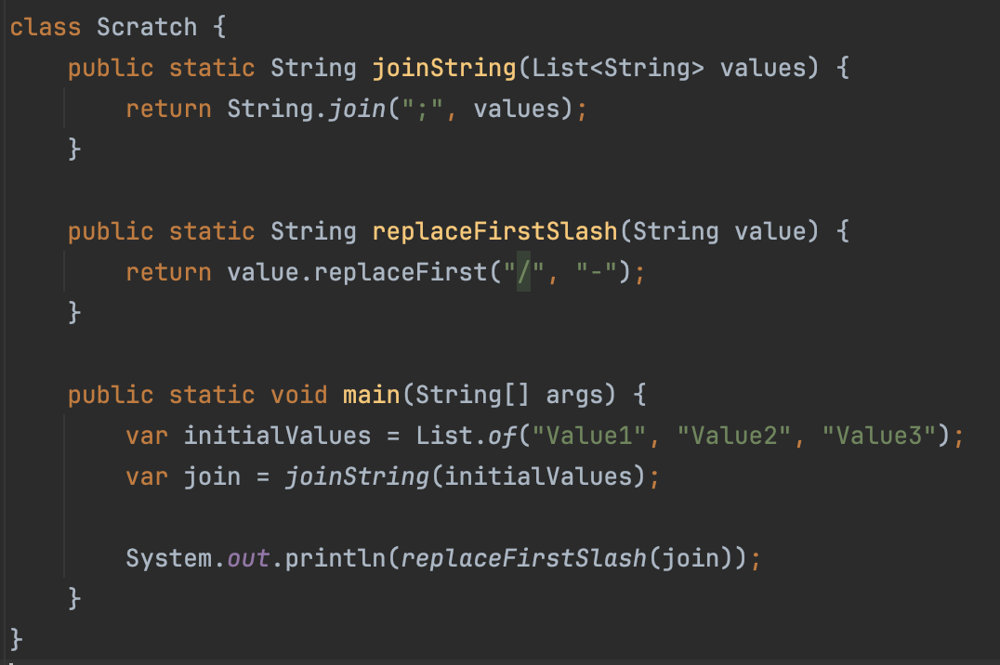 class Scratch {
    public static String joinString(List<String> values) {
        return String.join(";", values);
    }

    public static String replaceFirstSlash(String value) {
        return value.replaceFirst("/", "-");
    }

    public static void main(String[] args) {
        var initialValues = List.of("Value1", "Value2", "Value3");
        var join = joinString(initialValues);

        System.out.println(replaceFirstSlash(join));
    }
}